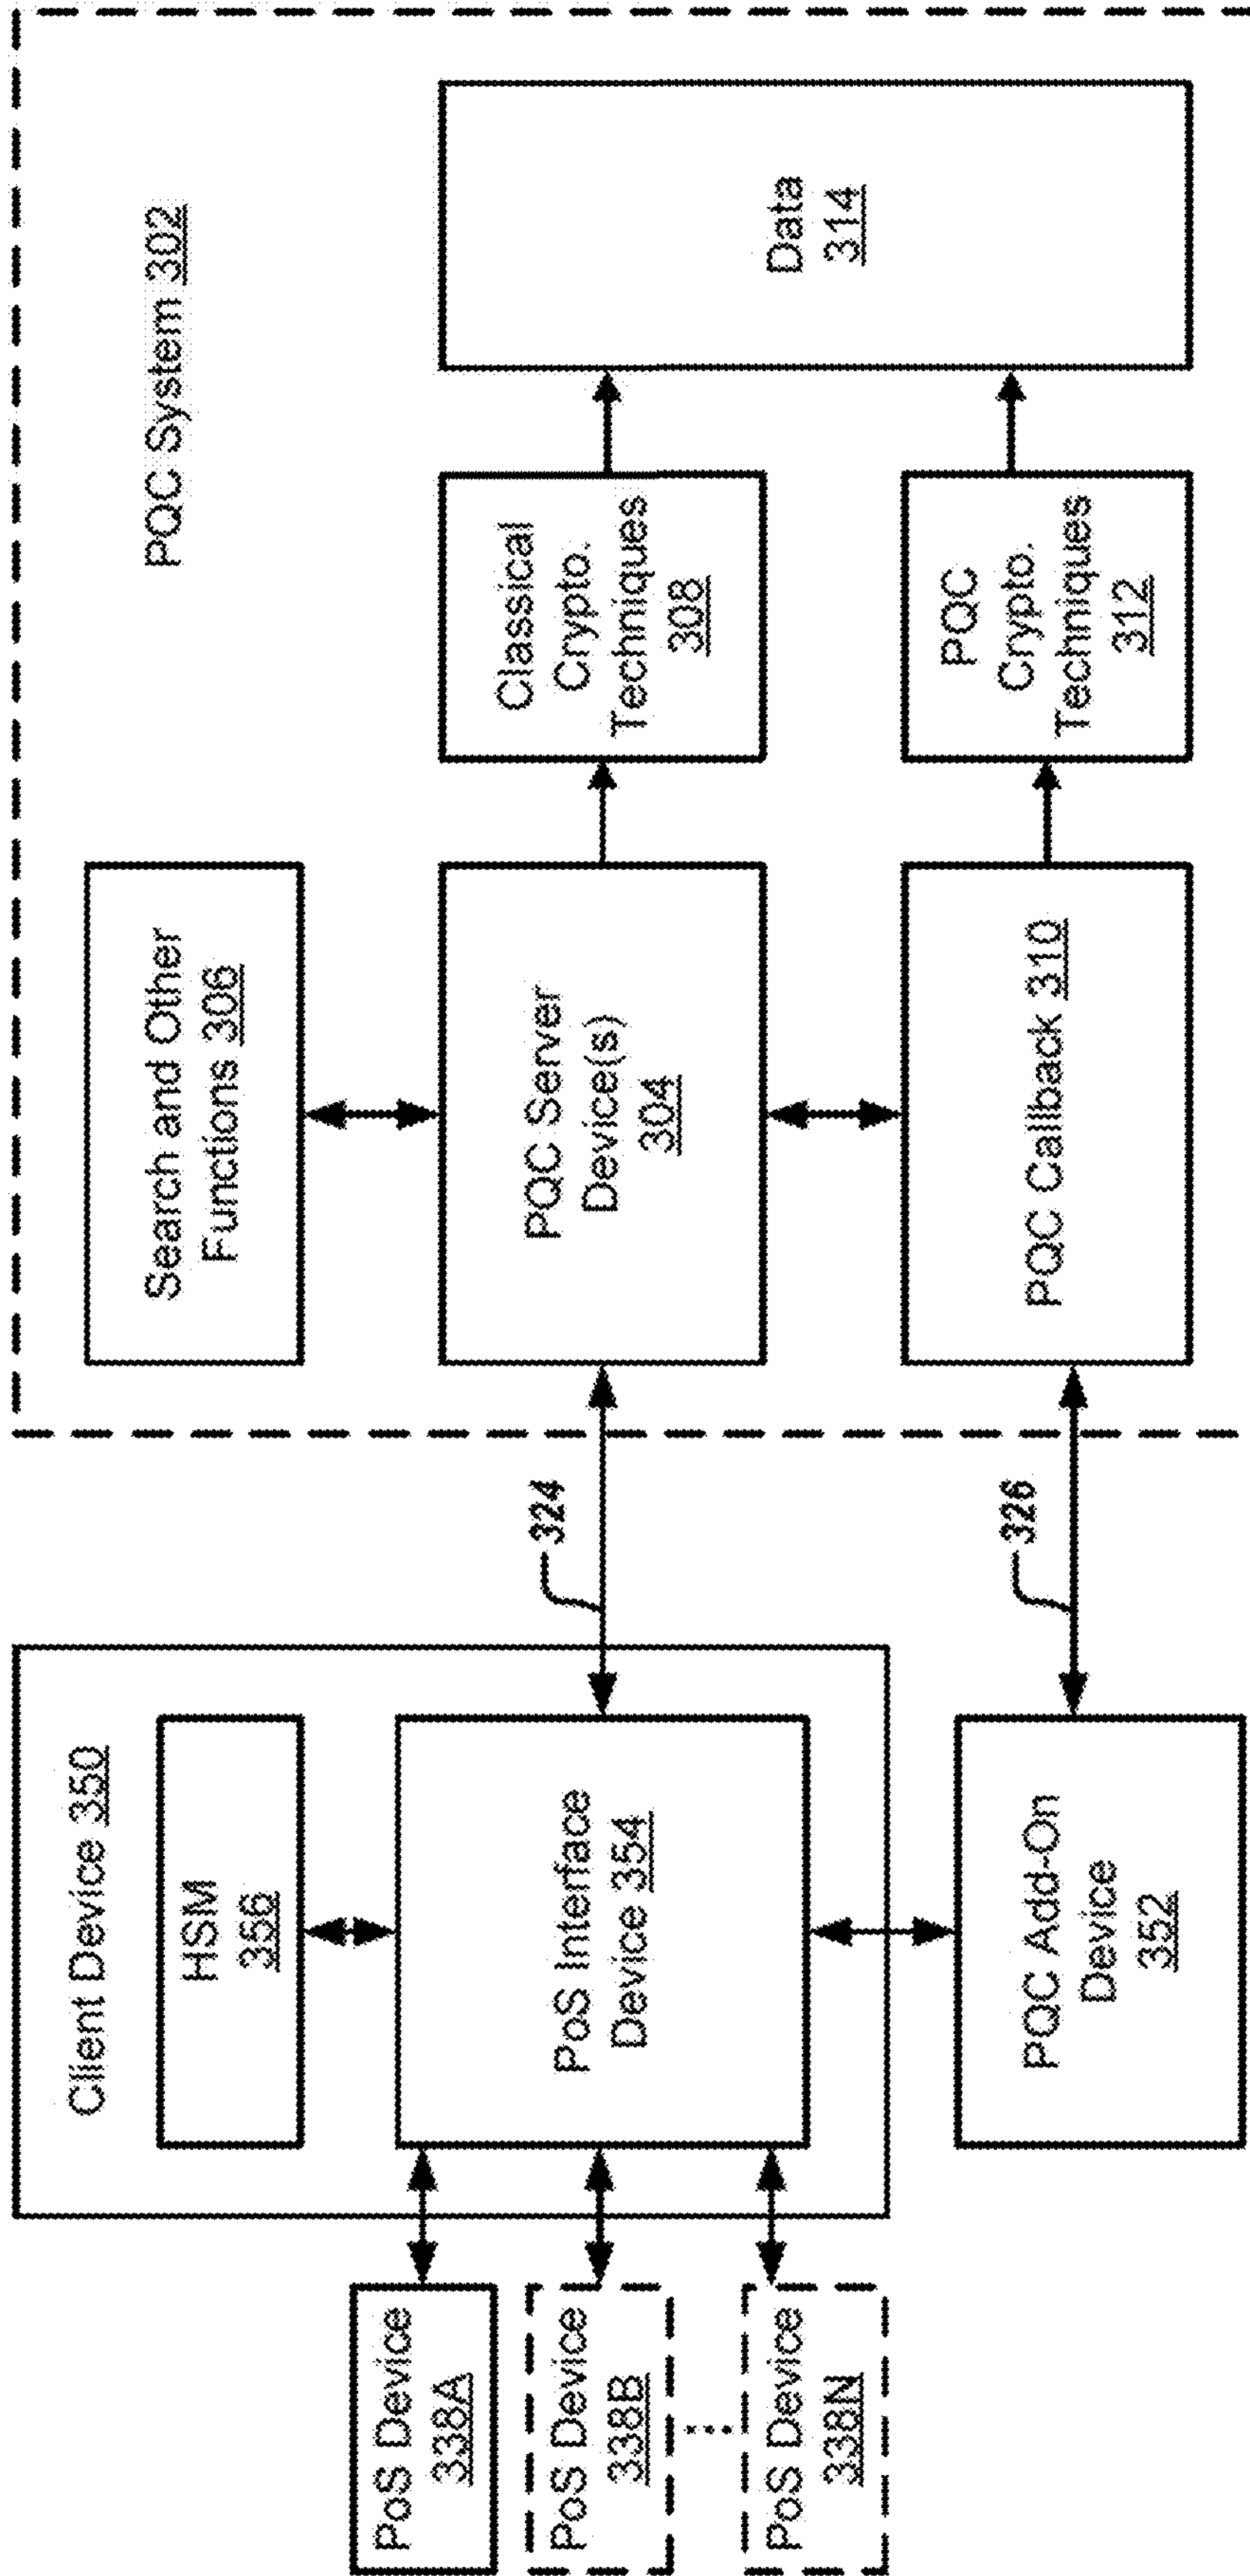 PQC System 302
Search and Other
Functions 306
PQC Server
Device(s)
304
Classical
Crypto.
Techniques
308
PQC Callback 310
PQC
Crypto.
Techniques
312
Data
314
324
326
Client Device 350
HSM
356
PoS Interface
Device 354
PQC Add-On
Device
352
PoS Device
338A
PoS Device
338B
PoS Device
338N